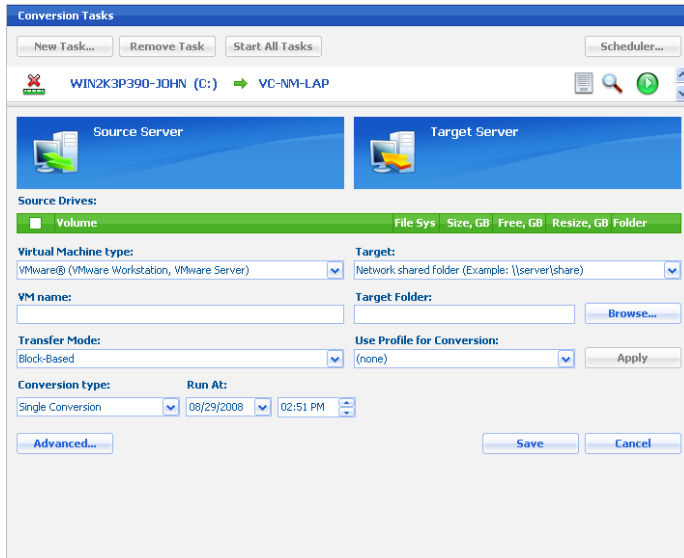 Conversion Tasks
New Task... Remove Task Start All Tasks Scheduler...
WIN2K3P390-JOHN (C:) VC-NM-LAP
Source Server Target Server
Source Drives:
Volume File Sys Size, GB Free, GB Resize, GB Folder
Virtual Machine type: Target:
VMware® (VMware Workstation, VMware Server) Network shared folder (Example: \\server\share)
VM name: Target Folder:
Browse...
Transfer Mode: Use Profile for Conversion:
Block-Based (none) Apply
Conversion type: Run At:
Single Conversion 08/29/2008 02:51 PM
Advanced... Save Cancel